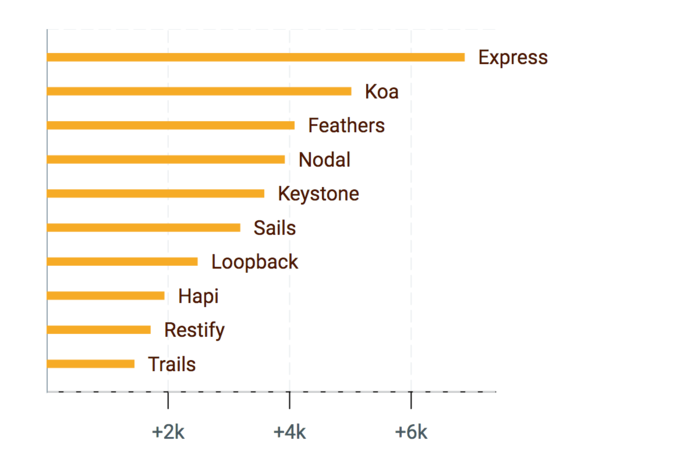 Express
Koa
Feathers
Nodal
Keystone
Sails
Loopback
Hapi
Restify
Trails
+2k +4k +6k